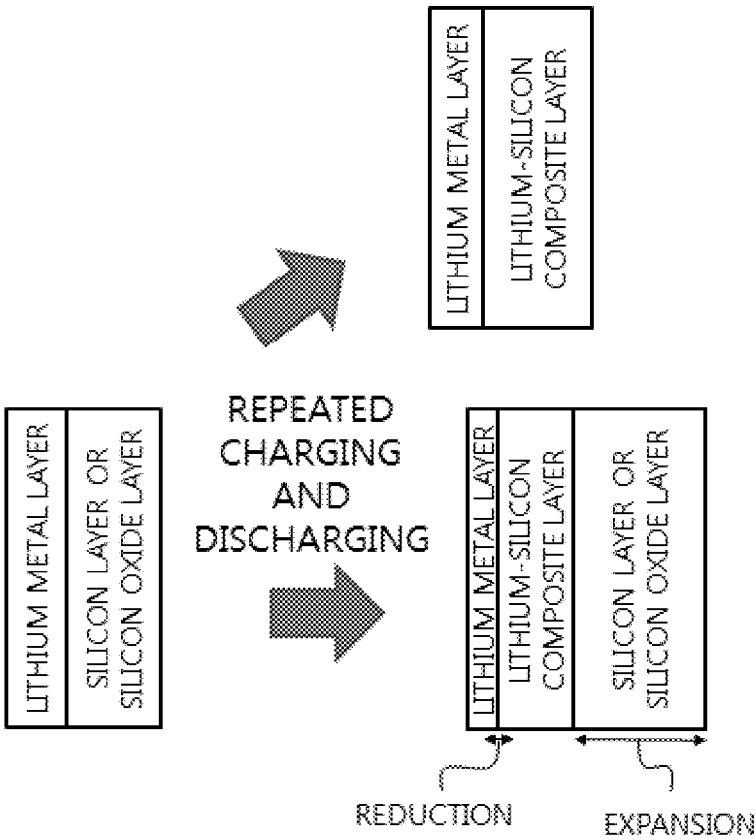 LITHIUM METAL LAYER
LITHIUM-SILICON
COMPOSITE LAYER
LITHIUM METAL LAYER
SILICON LAYER OR
SILICON OXIDE LAYER
REPEATED
CHARGING
AND
DISCHARGING
LITHIUM METAL LAYER
LITHIUM-SILICON
COMPOSITE LAYER
SILICON LAYER OR
SILICON OXIDE LAYER
REDUCTION
EXPANSION